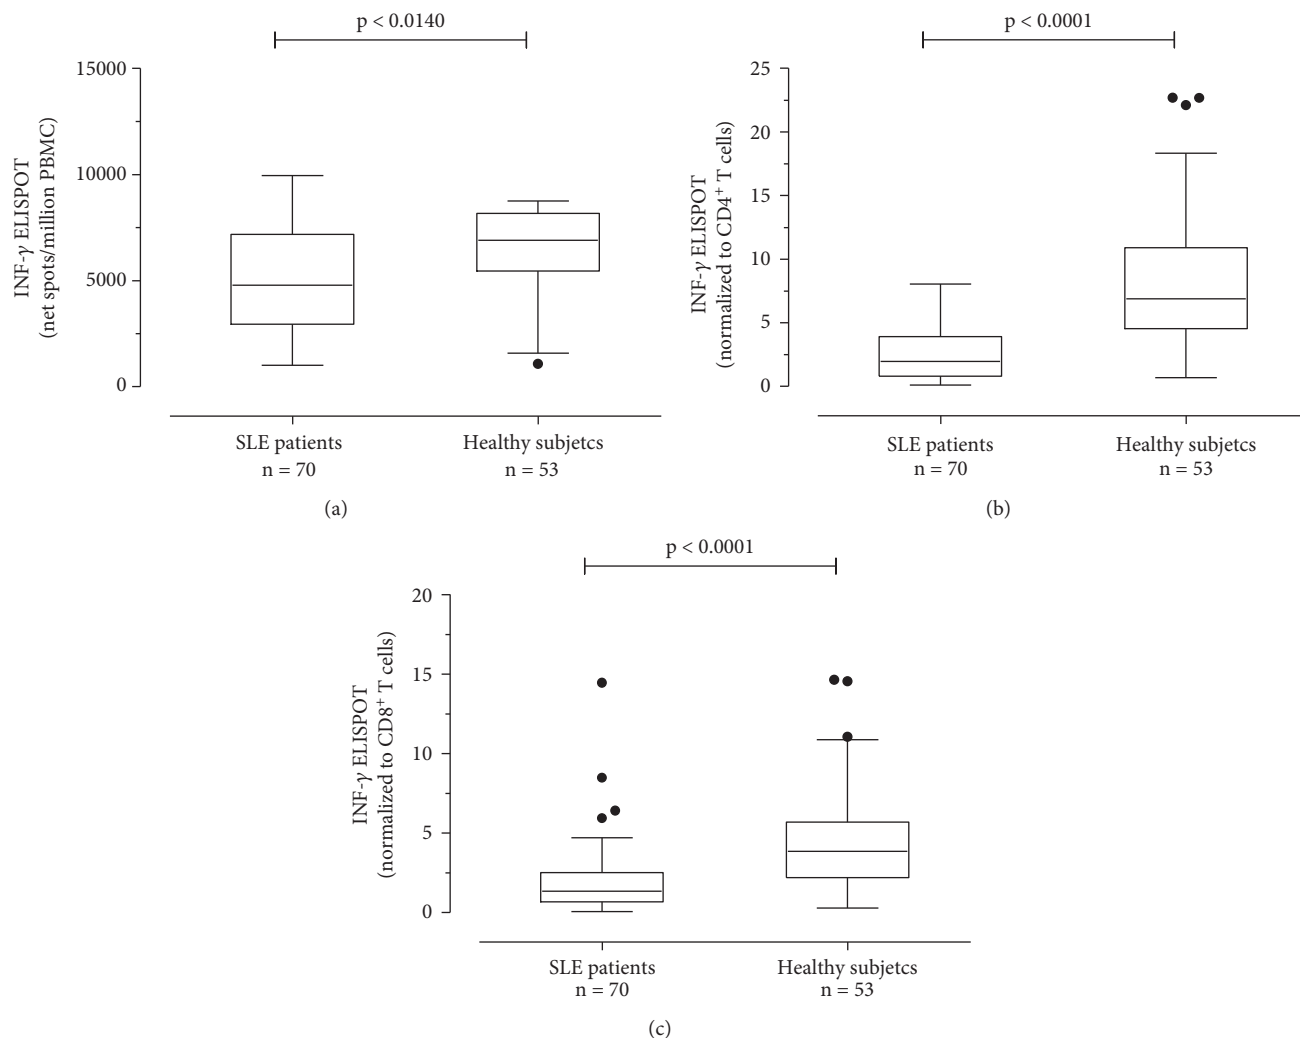 p < 0.0140
15000
10000
5000
0
INF-γ ELISPOT
(net spots/million PBMC)
SLE patients
n = 70
Healthy subjetcs
n = 53
(a)
p < 0.0001
25
20
15
10
5
0
INF-γ ELISPOT
(normalized to CD4⁺ T cells)
SLE patients
n = 70
Healthy subjetcs
n = 53
(b)
p < 0.0001
20
15
10
5
0
INF-γ ELISPOT
(normalized to CD8⁺ T cells)
SLE patients
n = 70
Healthy subjetcs
n = 53
(c)